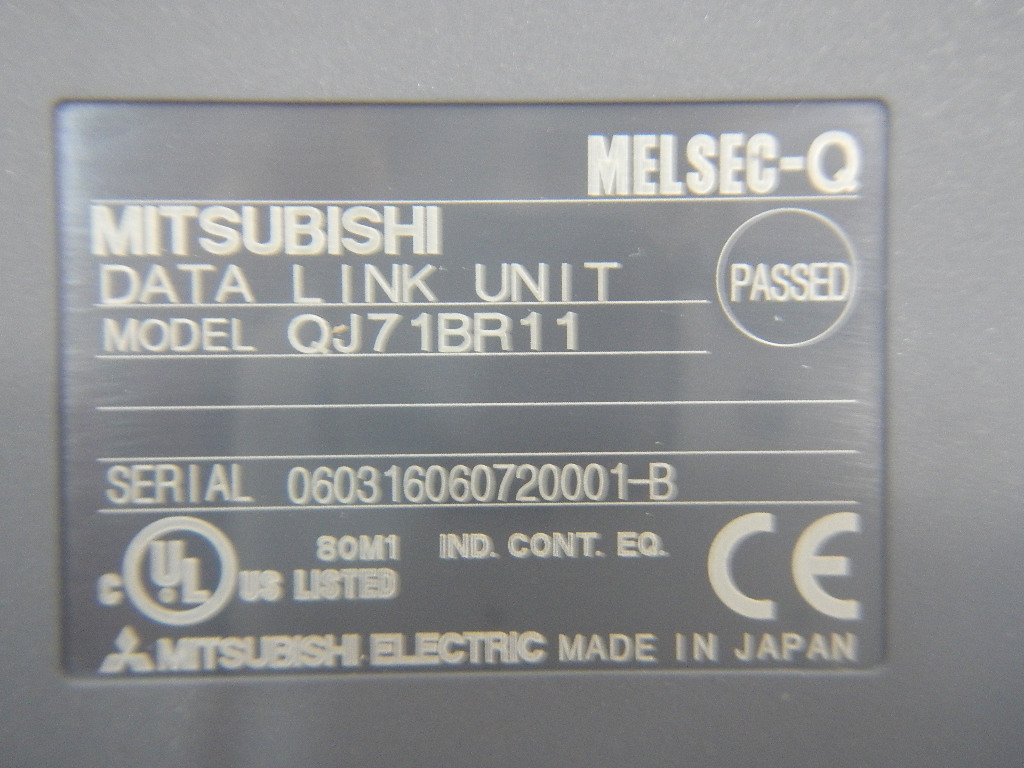 MELSEC-Q
MITSUBISHI
DATA LINK UNIT
PASSED
MODEL QJ71BR11
SERIAL 060316060720001-B
80M1 IND. CONT. EQ.
C UL US LISTED
CE
MITSUBISHI ELECTRIC MADE IN JAPAN